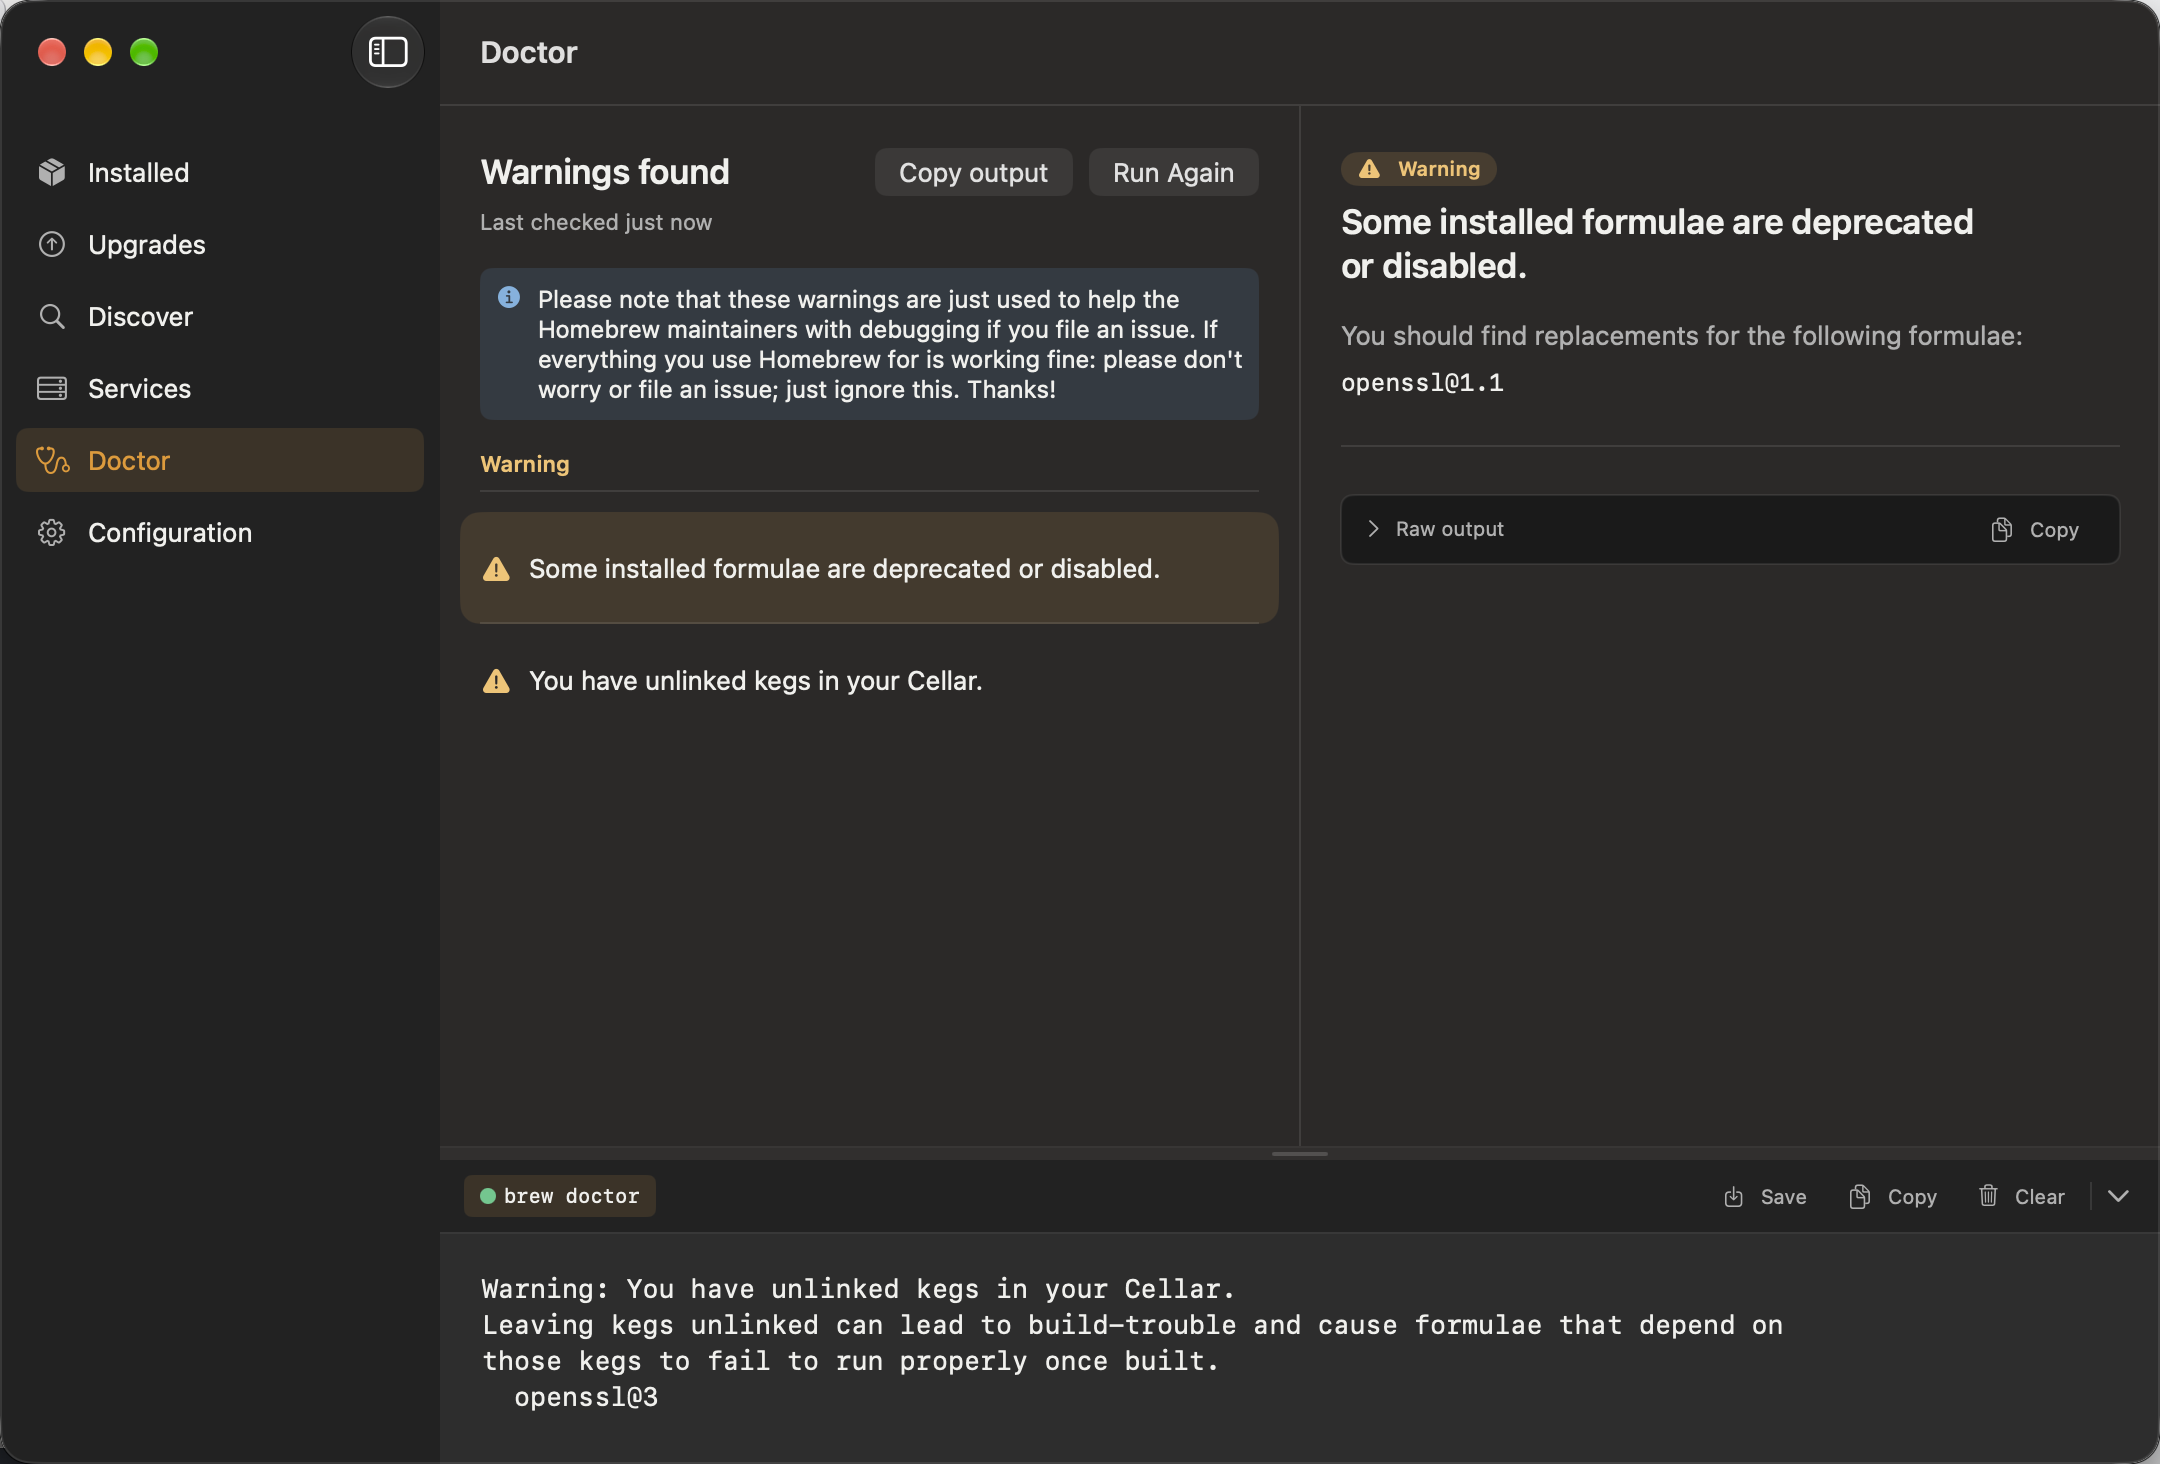 Doctor
Installed
Upgrades
Discover
Services
Doctor
Configuration
Warnings found
Copy output
Run Again
Last checked just now
Please note that these warnings are just used to help the
Homebrew maintainers with debugging if you file an issue. If
everything you use Homebrew for is working fine: please don't
worry or file an issue; just ignore this. Thanks!
Warning
Some installed formulae are deprecated or disabled.
You have unlinked kegs in your Cellar.
Warning
Some installed formulae are deprecated
or disabled.
You should find replacements for the following formulae:
openssl@1.1
Raw output
Copy
brew doctor
Save
Copy
Clear
Warning: You have unlinked kegs in your Cellar.
Leaving kegs unlinked can lead to build-trouble and cause formulae that depend on
those kegs to fail to run properly once built.
openssl@3